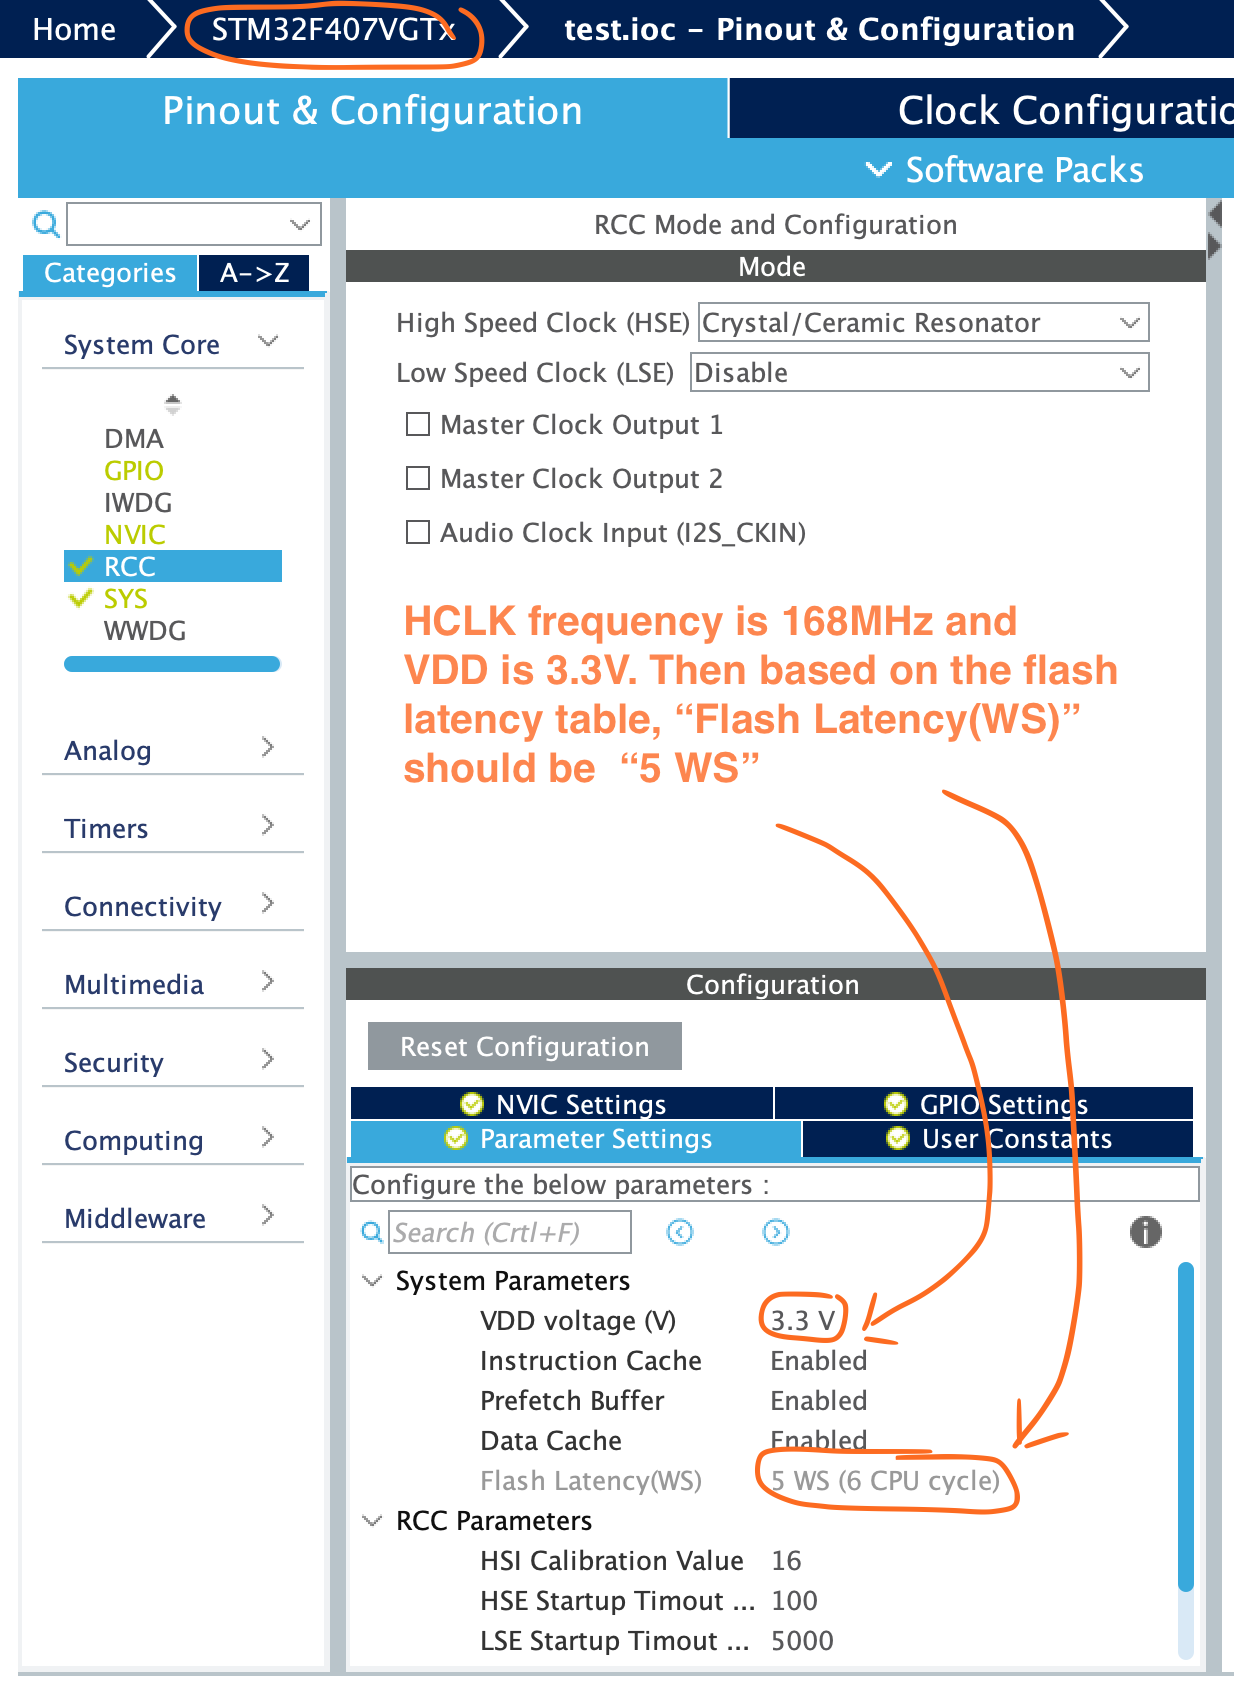 Home
STM32F407VGTx
test.ioc - Pinout & Configuration
Pinout & Configuration
Clock Configuratio
Software Packs
Categories
A->Z
System Core
DMA
GPIO
IWDG
NVIC
RCC
SYS
WWDG
Analog
Timers
Connectivity
Multimedia
Security
Computing
Middleware
RCC Mode and Configuration
Mode
High Speed Clock (HSE) Crystal/Ceramic Resonator
Low Speed Clock (LSE) Disable
Master Clock Output 1
Master Clock Output 2
Audio Clock Input (I2S_CKIN)
HCLK frequency is 168MHz and
VDD is 3.3V. Then based on the flash
latency table, “Flash Latency(WS)”
should be “5 WS”
Configuration
Reset Configuration
NVIC Settings
GPIO Settings
Parameter Settings
User Constants
Configure the below parameters :
Search (Crtl+F)
System Parameters
VDD voltage (V) 3.3 V
Instruction Cache Enabled
Prefetch Buffer Enabled
Data Cache Enabled
Flash Latency(WS) 5 WS (6 CPU cycle)
RCC Parameters
HSI Calibration Value 16
HSE Startup Timout ... 100
LSE Startup Timout ... 5000